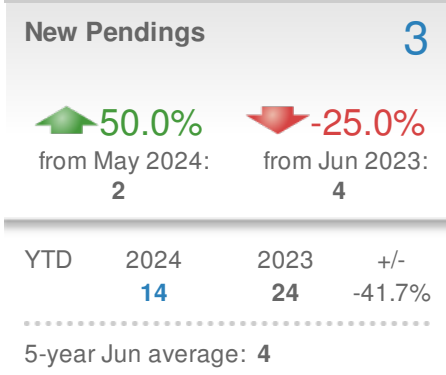 New Pendings 3
50.0% -25.0%
from May 2024: from Jun 2023:
2 4
YTD 2024 2023 +/-
14 24 -41.7%
5-year Jun average: 4